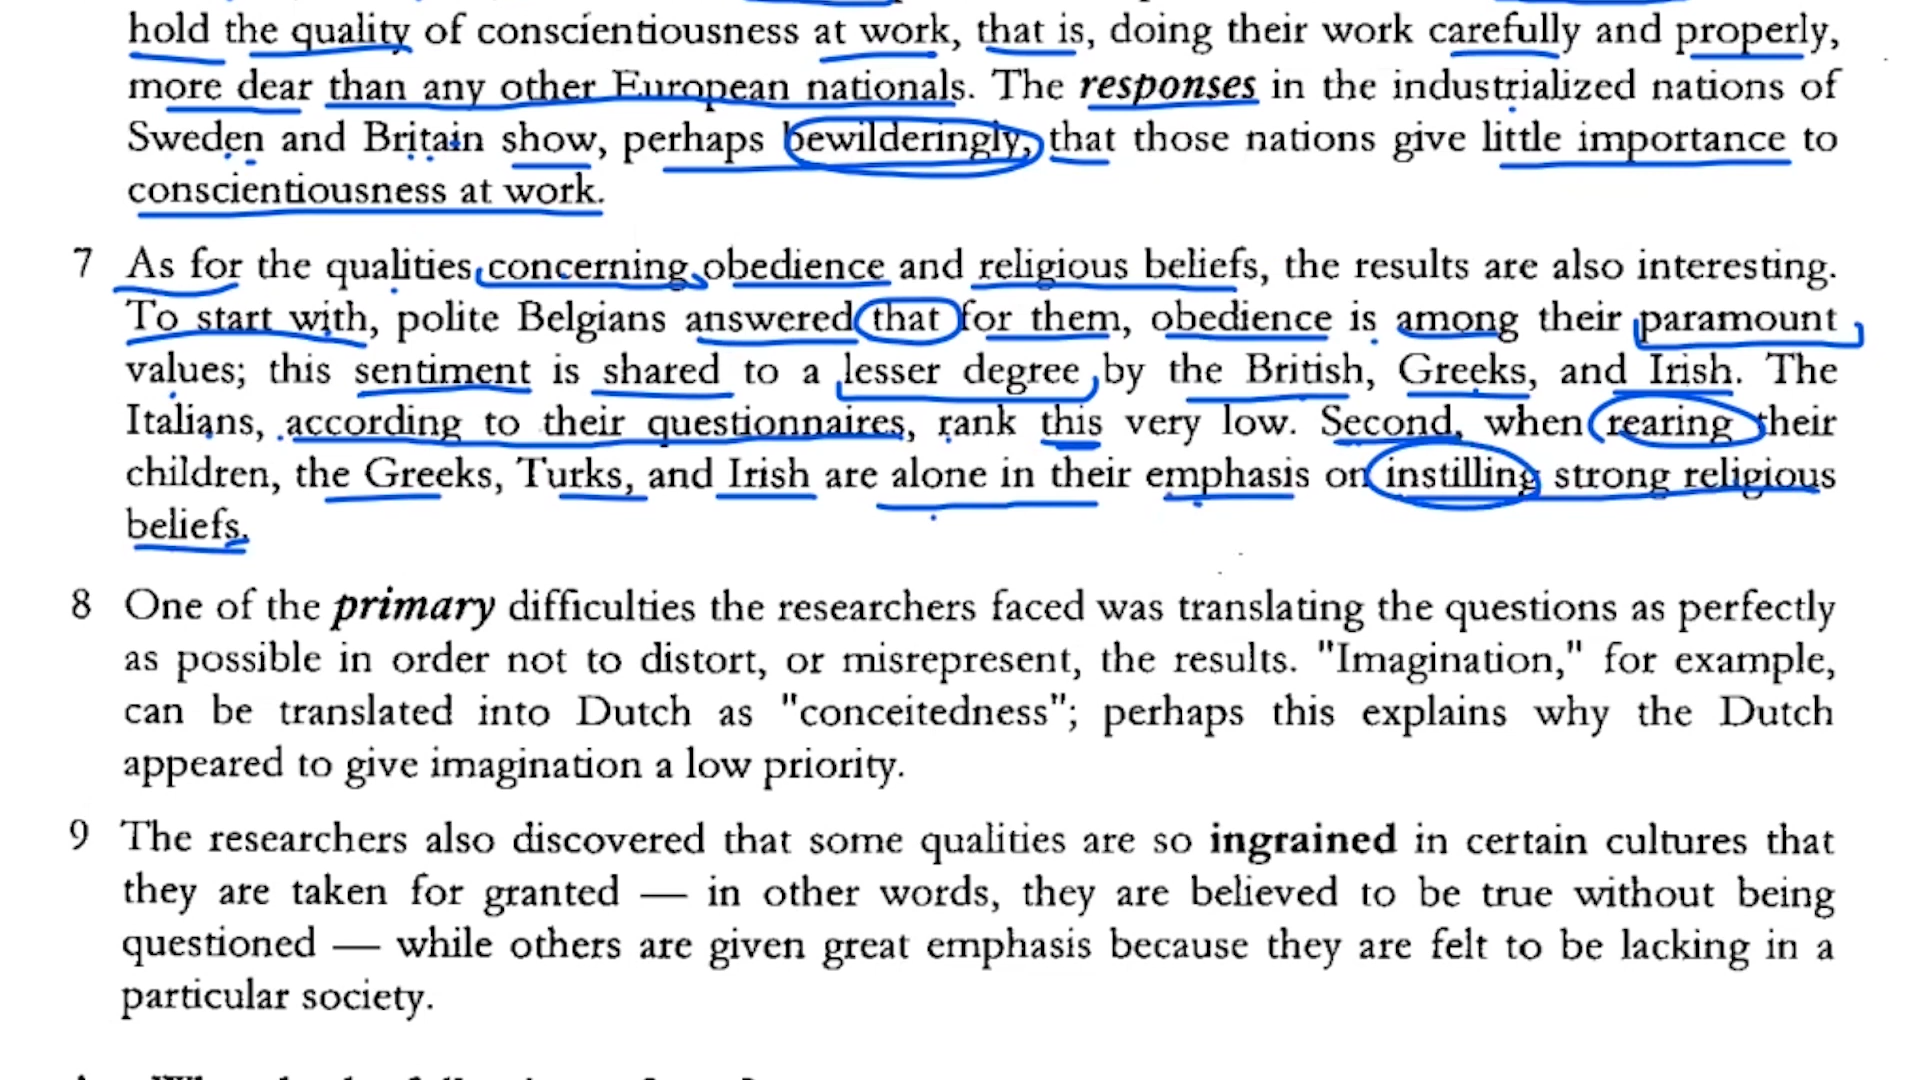 hold the quality of conscientiousness at work, that is, doing their work carefully and properly,
more dear than any other European nationals. The responses in the industrialized nations of
Sweden and Britain show, perhaps bewilderingly, that those nations give little importance to
conscientiousness at work.
7 As for the qualities concerning obedience and religious beliefs, the results are also interesting.
To start with, polite Belgians answered that for them, obedience is among their paramount
values; this sentiment is shared to a lesser degree by the British, Greeks, and Irish. The
Italians, according to their questionnaires, rank this very low. Second, when rearing their
children, the Greeks, Turks, and Irish are alone in their emphasis on instilling strong religious
beliefs.
8 One of the primary difficulties the researchers faced was translating the questions as perfectly
as possible in order not to distort, or misrepresent, the results. "Imagination," for example,
can be translated into Dutch as "conceitedness"; perhaps this explains why the Dutch
appeared to give imagination a low priority.
9 The researchers also discovered that some qualities are so ingrained in certain cultures that
they are taken for granted — in other words, they are believed to be true without being
questioned — while others are given great emphasis because they are felt to be lacking in a
particular society.